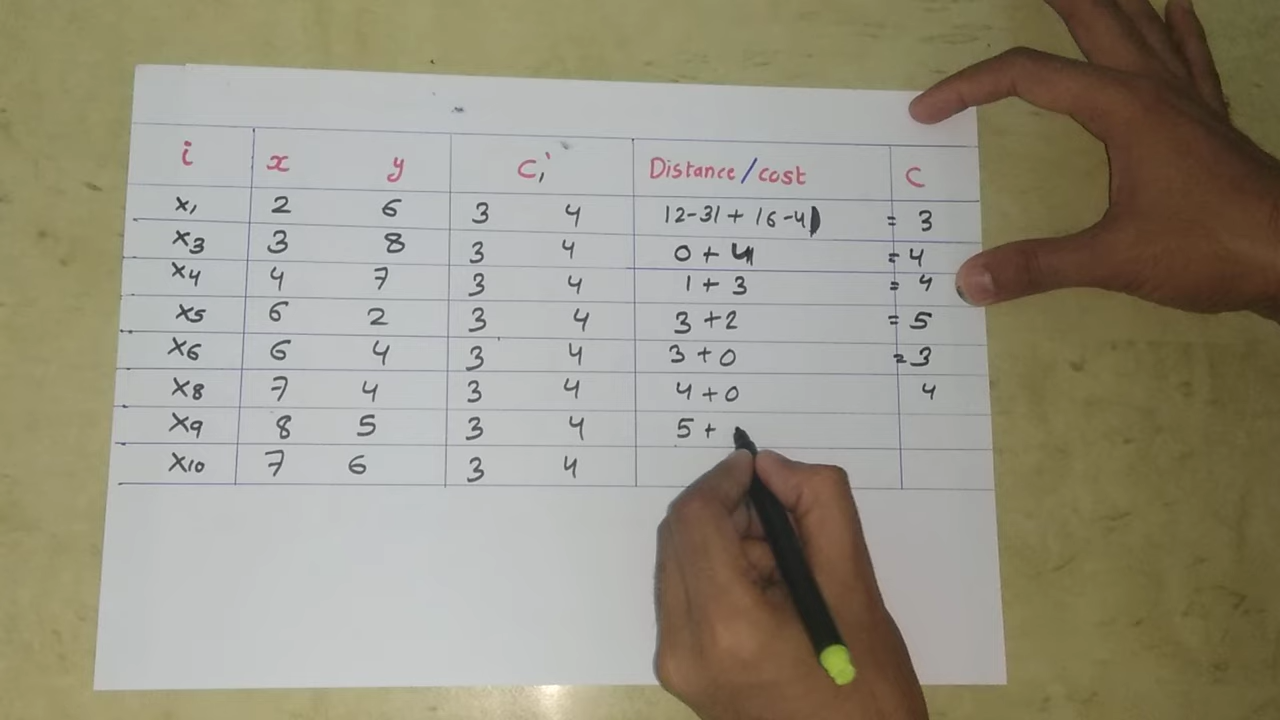 i x y C₁ Distance/cost C
x₁ 2 6 3 4 |2-3|+|6-4| = 3
x3 3 8 3 4 0+4 =4
x4 4 7 3 4 1+3 = 4
x5 6 2 3 4 3+2 = 5
x6 6 4 3 4 3+0 =3
x8 7 4 3 4 4+0 4
x9 8 5 3 4 5+
x10 7 6 3 4